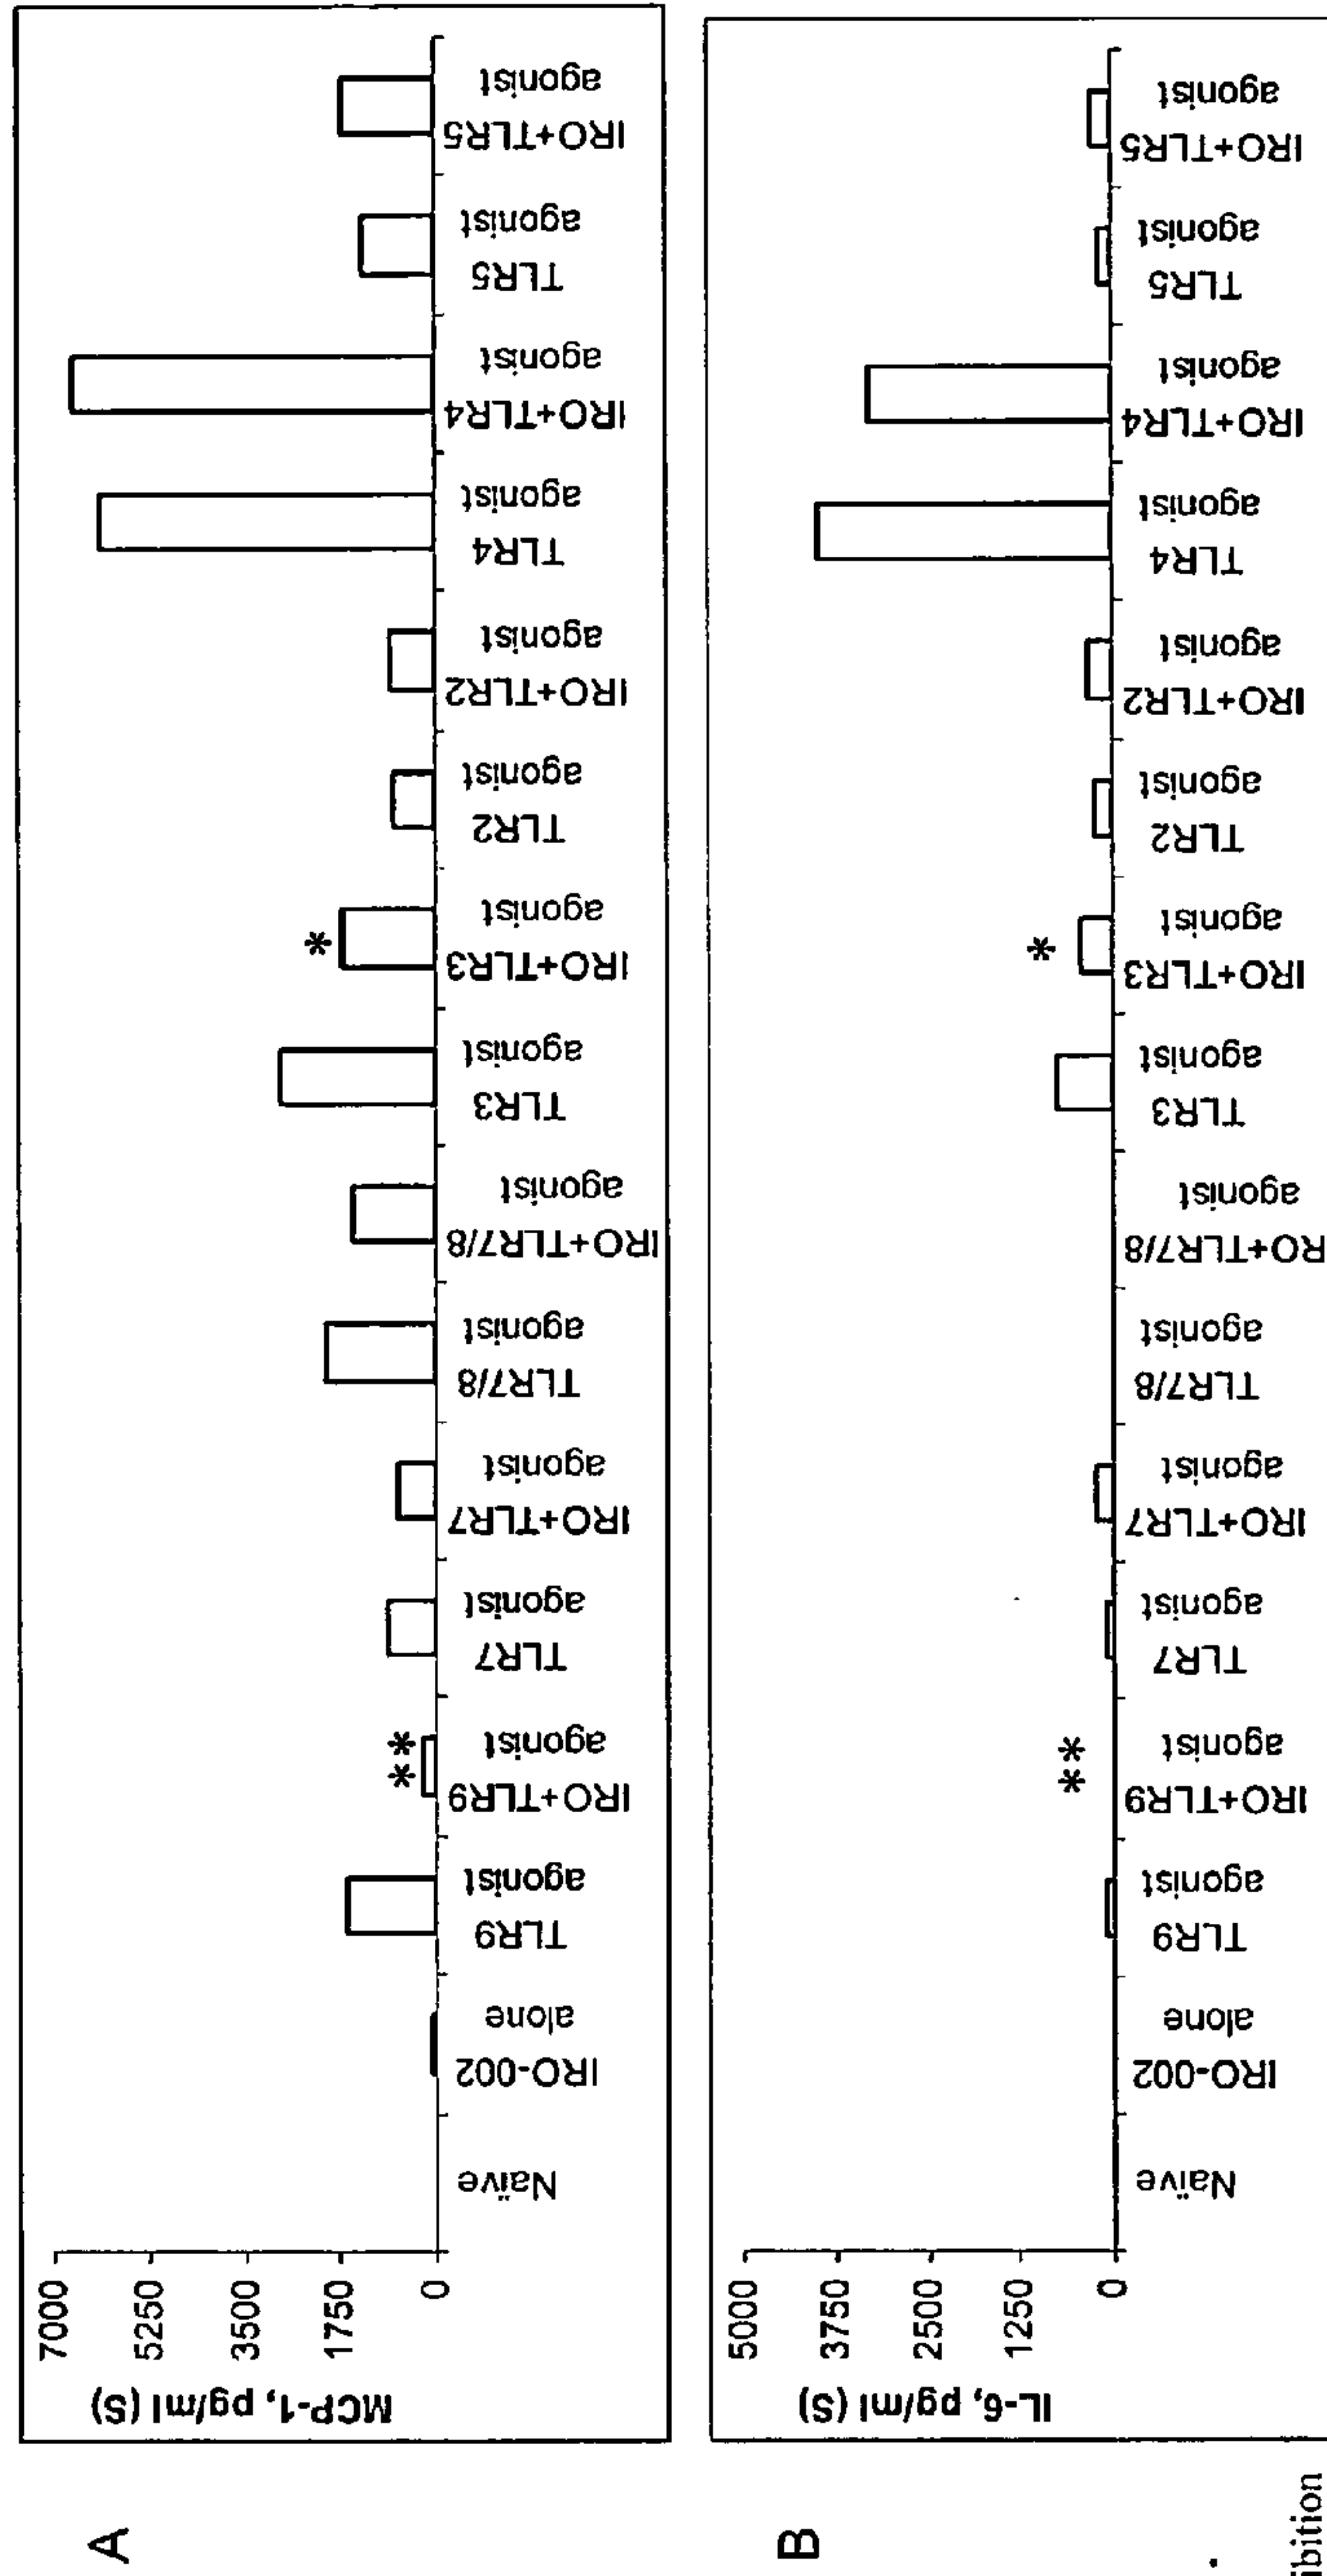 A
MCP-1, pg/ml (S)
7000
5250
3500
1750
0
Naïve
IRO-002
alone
TLR9
agonist
IRO+TLR9
agonist
**
TLR7
agonist
IRO+TLR7
agonist
TLR7/8
agonist
IRO+TLR7/8
agonist
TLR3
agonist
IRO+TLR3
agonist
*
TLR2
agonist
IRO+TLR2
agonist
TLR4
agonist
IRO+TLR4
agonist
TLR5
agonist
IRO+TLR5
agonist
B
IL-6, pg/ml (S)
5000
3750
2500
1250
0
Naïve
IRO-002
alone
TLR9
agonist
IRO+TLR9
agonist
**
TLR7
agonist
IRO+TLR7
agonist
TLR7/8
agonist
RO+TLR7/8
agonist
TLR3
agonist
IRO+TLR3
agonist
*
TLR2
agonist
IRO+TLR2
agonist
TLR4
agonist
IRO+TLR4
agonist
TLR5
agonist
IRO+TLR5
agonist
ibition